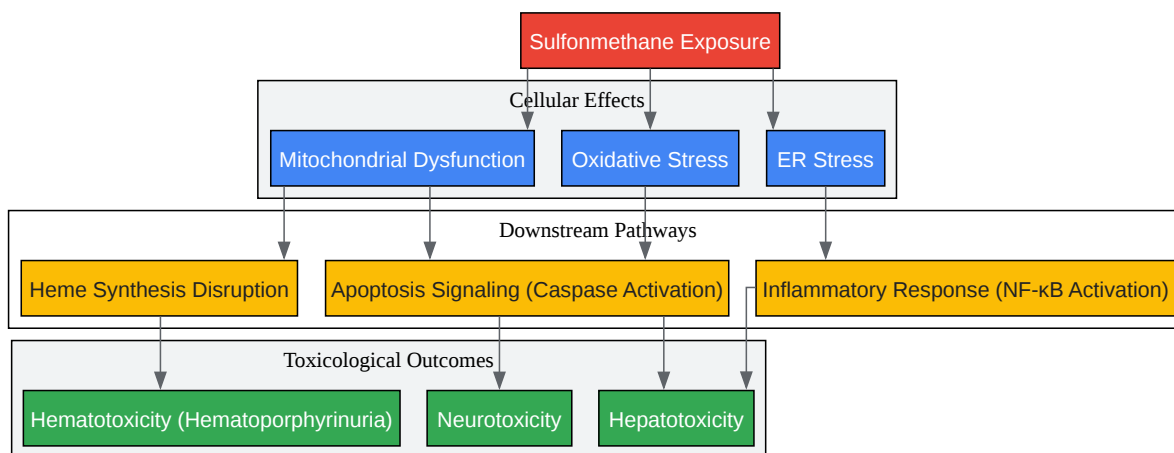 Sulfonmethane Exposure
Cellular Effects
Mitochondrial Dysfunction
Oxidative Stress
ER Stress
Downstream Pathways
Heme Synthesis Disruption
Apoptosis Signaling (Caspase Activation)
Inflammatory Response (NF-κB Activation)
Toxicological Outcomes
Hematotoxicity (Hematoporphyrinuria)
Neurotoxicity
Hepatotoxicity